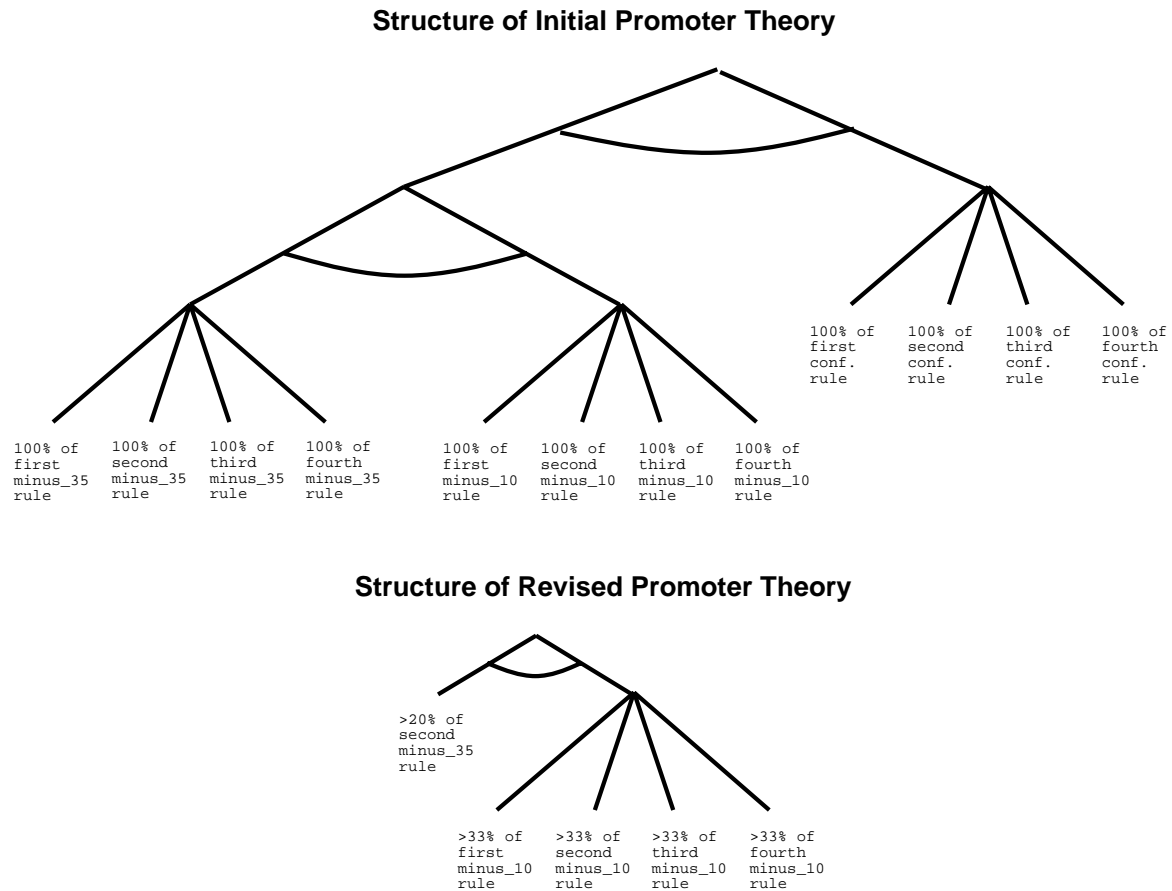 Structure of Initial Promoter Theory
100% of
first
conf.
rule
100% of
second
conf.
rule
100% of
third
conf.
rule
100% of
fourth
conf.
rule
100% of
first
minus_35
rule
100% of
second
minus_35
rule
100% of
third
minus_35
rule
100% of
fourth
minus_35
rule
100% of
first
minus_10
rule
100% of
second
minus_10
rule
100% of
third
minus_10
rule
100% of
fourth
minus_10
rule
Structure of Revised Promoter Theory
>20% of
second
minus_35
rule
>33% of
first
minus_10
rule
>33% of
second
minus_10
rule
>33% of
third
minus_10
rule
>33% of
fourth
minus_10
rule